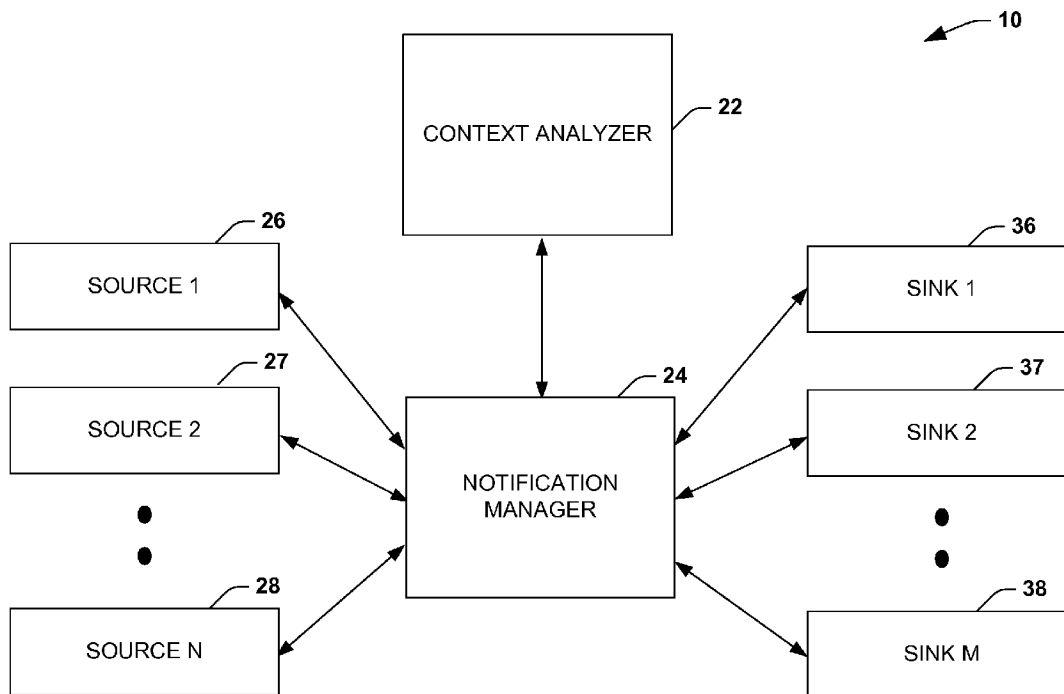 10
CONTEXT ANALYZER
22
26
SOURCE 1
36
SINK 1
27
SOURCE 2
37
SINK 2
24
NOTIFICATION
MANAGER
28
SOURCE N
38
SINK M